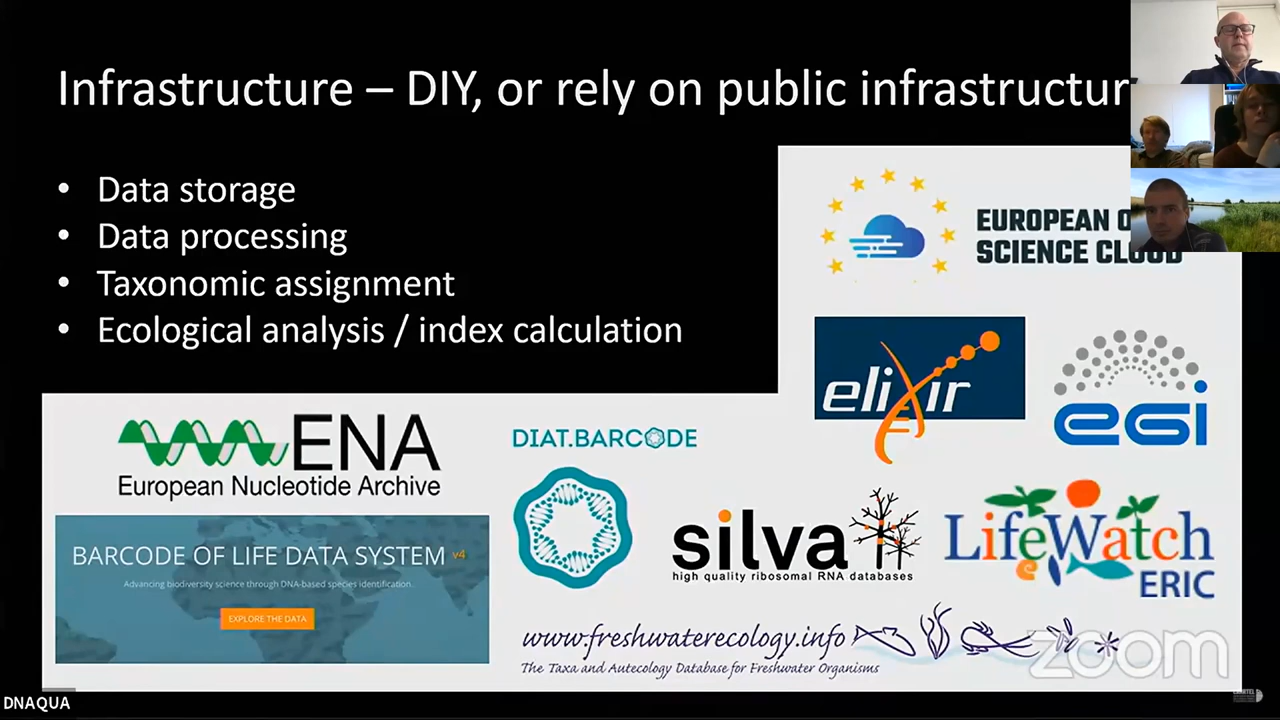 Infrastructure – DIY, or rely on public infrastructur
• Data storage
• Data processing
• Taxonomic assignment
• Ecological analysis / index calculation
EUROPEAN O
SCIENCE CLOUD
elixir
egi
ENA
European Nucleotide Archive
DIAT.BARCODE
BARCODE OF LIFE DATA SYSTEM v4
Advancing biodiversity science through DNA-based species identification.
EXPLORE THE DATA
silva
high quality ribosomal RNA databases
LifeWatch
ERIC
www.freshwaterecology.info
The Taxa and Autecology Database for Freshwater Organisms
zoom
DNAQUA